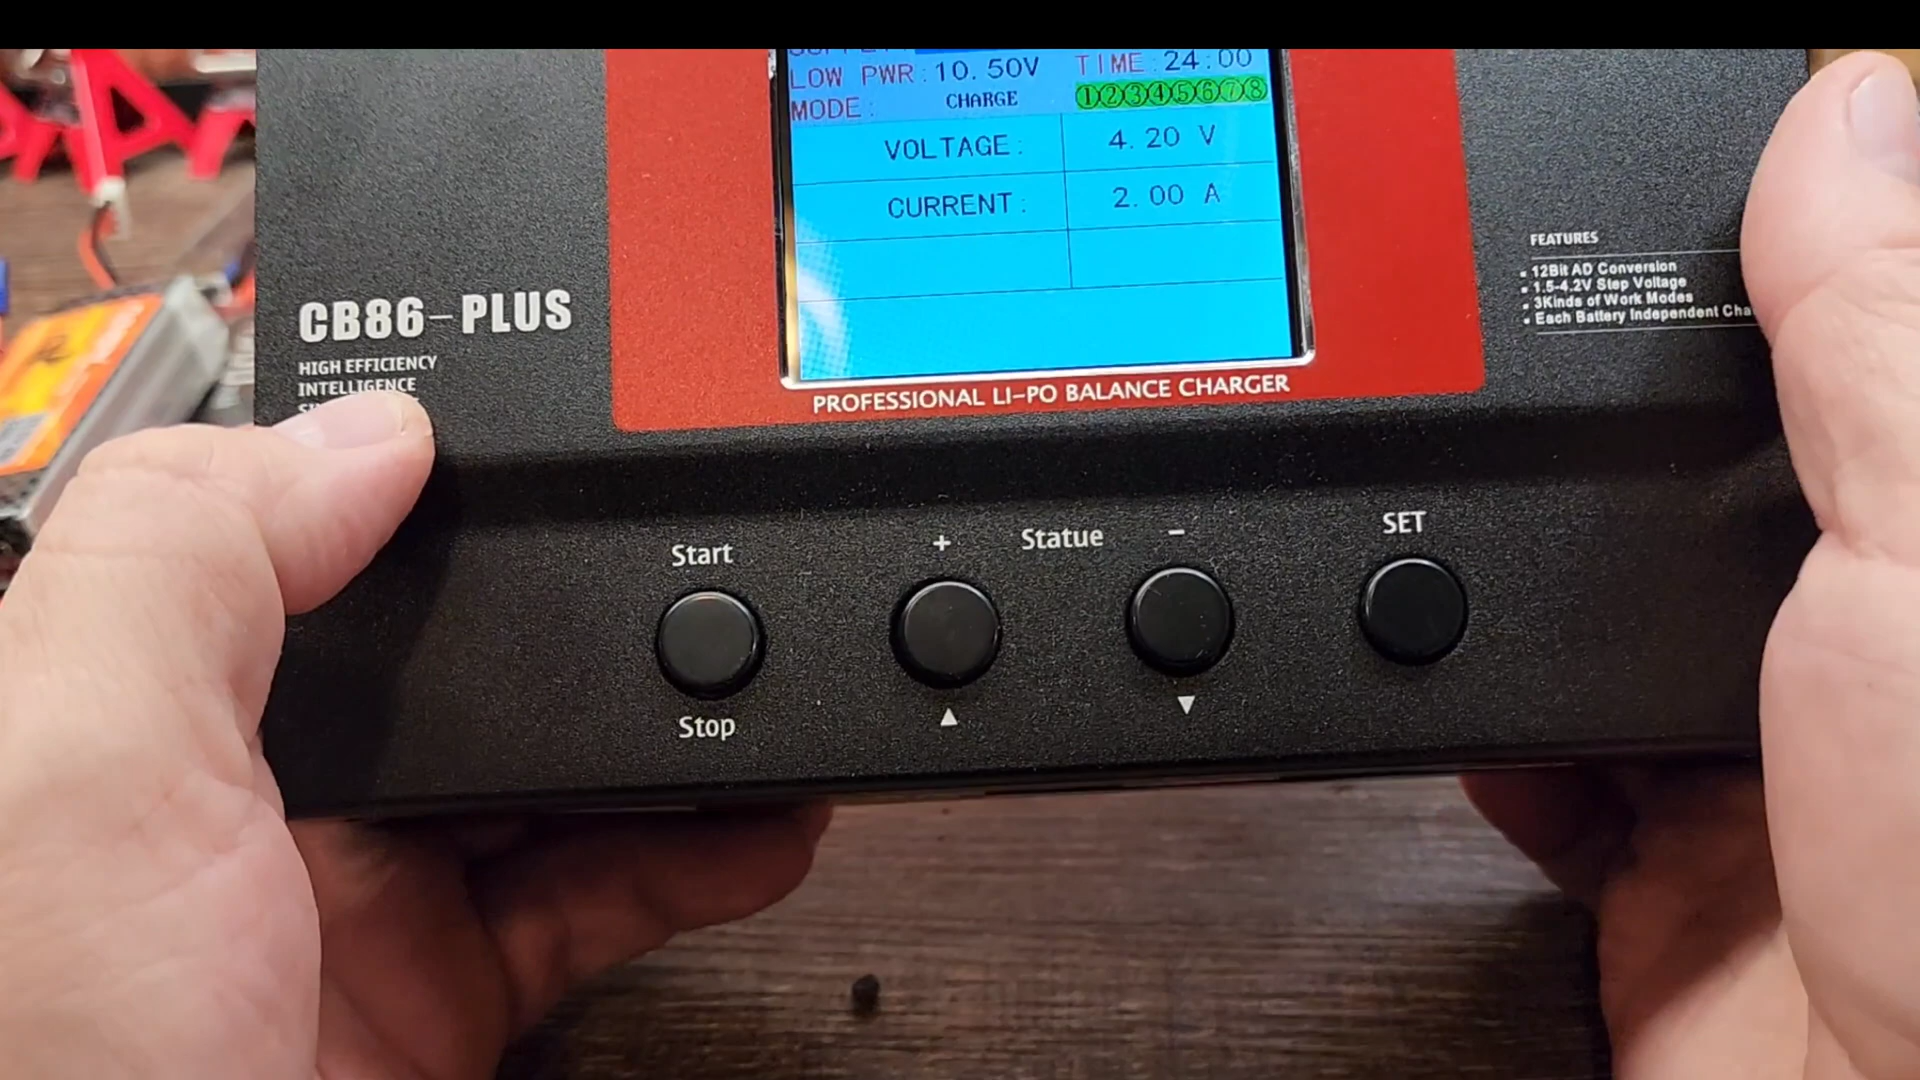 LOW PWR: 10.50V TIME: 24:00
MODE: CHARGE ①②③④⑤⑥⑦⑧
VOLTAGE: 4.20 V
CURRENT: 2.00 A
CB86-PLUS
HIGH EFFICIENCY
INTELLIGENCE
FEATURES
12Bit AD Conversion
1.5-4.2V Step Voltage
3Kinds of Work Modes
Each Battery Independent
PROFESSIONAL LI-PO BALANCE CHARGER
Start
+ Statue −
SET
Stop
▲ ▼